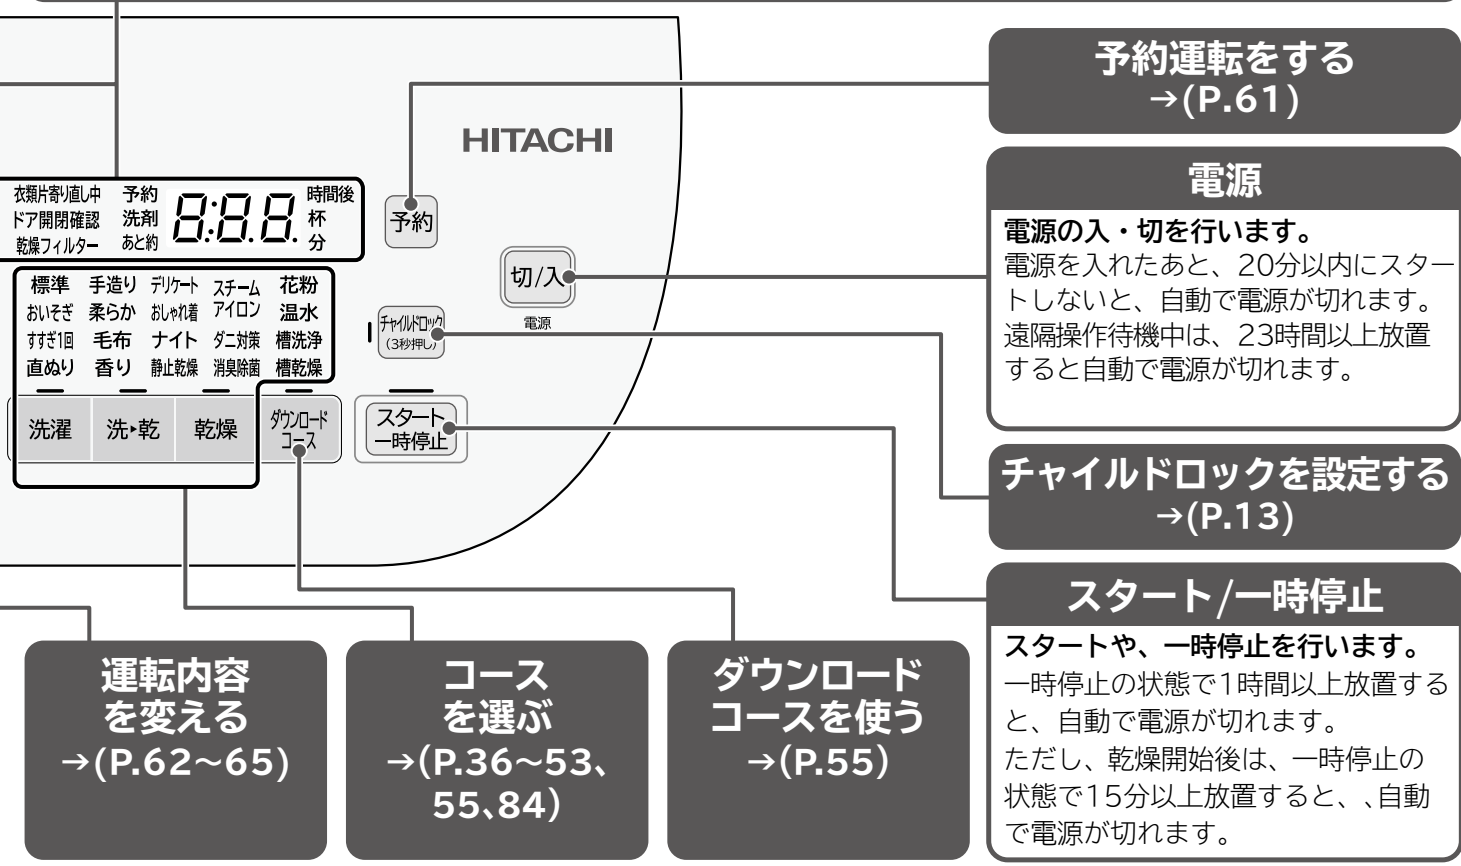 予約運転をする
→(P.61)
HITACHI
電源
電源の入・切を行います。
電源を入れたあと、20分以内にスター
トしないと、自動で電源が切れます。
遠隔操作待機中は、23時間以上放置
すると自動で電源が切れます。
衣類片寄り直し中 予約 8:8.8. 時間後
ドア開閉確認 洗剤 杯
乾燥フィルター あと約 分
予約
切/入
電源
標準 手造り デリケート スチーム 花粉
おいそぎ 柔らか おしゃれ着 アイロン 温水
すすぎ1回 毛布 ナイト ダニ対策 槽洗浄
直ぬり 香り 静止乾燥 消臭除菌 槽乾燥
チャイルドロック
(3秒押し)
洗濯 洗▸乾 乾燥
ダウンロード
コース
スタート
一時停止
チャイルドロックを設定する
→(P.13)
スタート/一時停止
スタートや、一時停止を行います。
一時停止の状態で1時間以上放置する
と、自動で電源が切れます。
ただし、乾燥開始後は、一時停止の
状態で15分以上放置すると、、自動
で電源が切れます。
運転内容
を変える
→(P.62~65)
コース
を選ぶ
→(P.36~53、
55、84)
ダウンロード
コースを使う
→(P.55)